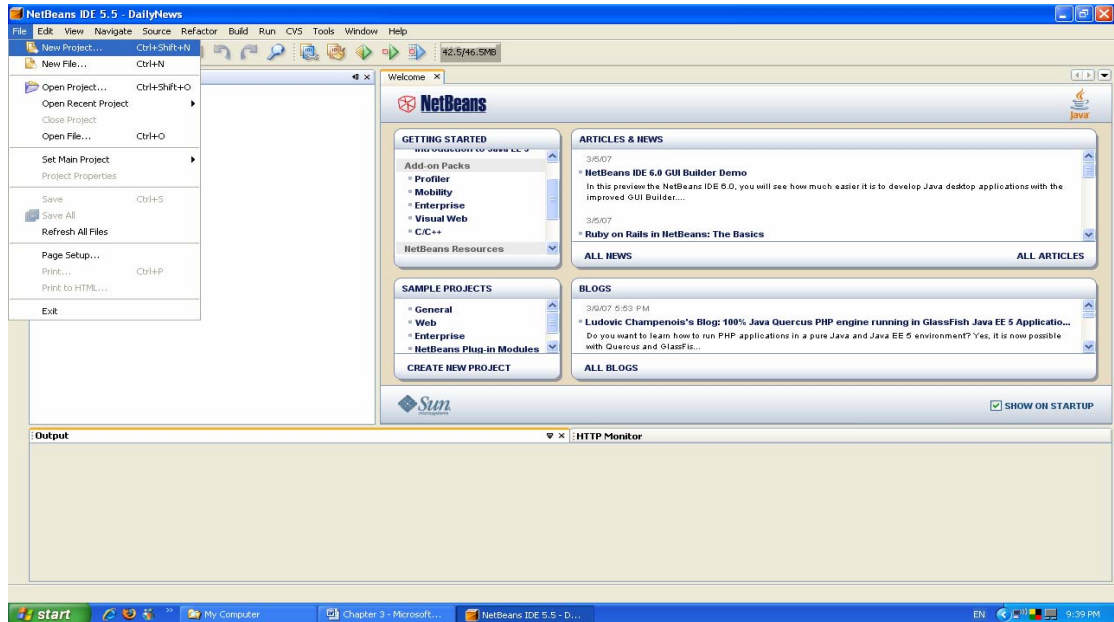 NetBeans IDE 5.5 - DailyNews
File Edit View Navigate Source Refactor Build Run CVS Tools Window Help
New Project... Ctrl+Shift+N
New File... Ctrl+N
Open Project... Ctrl+Shift+O
Open Recent Project
Close Project
Open File... Ctrl+O
Set Main Project
Project Properties
Save Ctrl+S
Save All
Refresh All Files
Page Setup...
Print... Ctrl+P
Print to HTML...
Exit
42.5/46.5MB
Welcome
NetBeans
Java
GETTING STARTED
Introduction to Java EE 5
Add-on Packs
Profiler
Mobility
Enterprise
Visual Web
C/C++
NetBeans Resources
ARTICLES & NEWS
3/5/07
NetBeans IDE 6.0 GUI Builder Demo
In this preview the NetBeans IDE 6.0, you will see how much easier it is to develop Java desktop applications with the
improved GUI Builder....
3/5/07
Ruby on Rails in NetBeans: The Basics
ALL NEWS ALL ARTICLES
SAMPLE PROJECTS
General
Web
Enterprise
NetBeans Plug-in Modules
CREATE NEW PROJECT
BLOGS
3/9/07 5:53 PM
Ludovic Champenois's Blog: 100% Java Quercus PHP engine running in GlassFish Java EE 5 Applicatio...
Do you want to learn how to run PHP applications in a pure Java and Java EE 5 environment? Yes, it is now possible
with Quercus and GlassFis...
ALL BLOGS
Sun
microsystems
SHOW ON STARTUP
Output
HTTP Monitor
start My Computer Chapter 3 - Microsoft... NetBeans IDE 5.5 - D... EN 9:39 PM